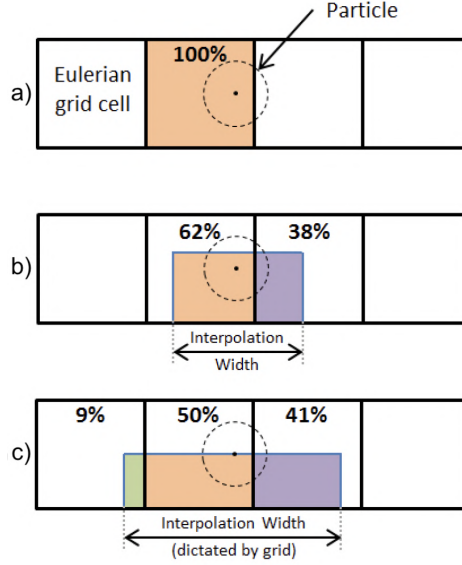 Particle
a)
Eulerian
grid cell
100%
b)
62%
38%
Interpolation
Width
c)
9%
50%
41%
Interpolation Width
(dictated by grid)